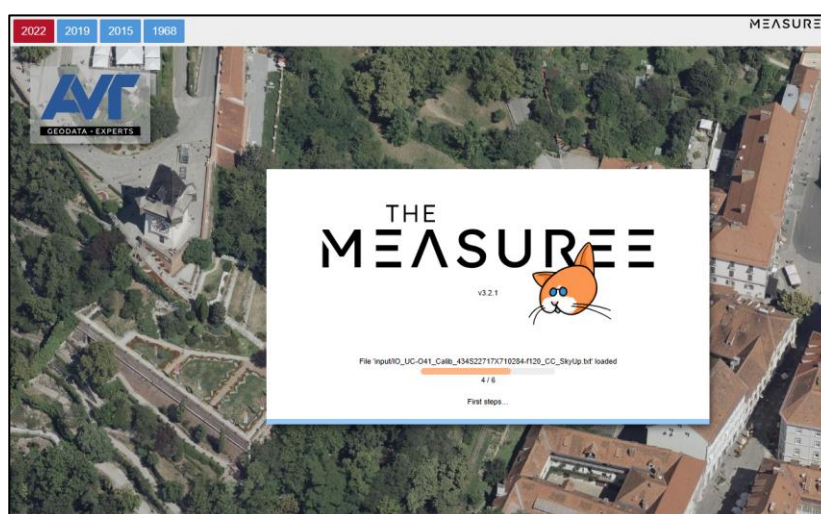 2022 2019 2015 1968 MEASURE
AVT
GEODATA • EXPERTS
THE
MEASUREE
v3.2.1
File 'input/IO_UC-O41_Calib_434S22717X710284-f120_CC_SkyUp.txt' loaded
4 / 6
First steps...